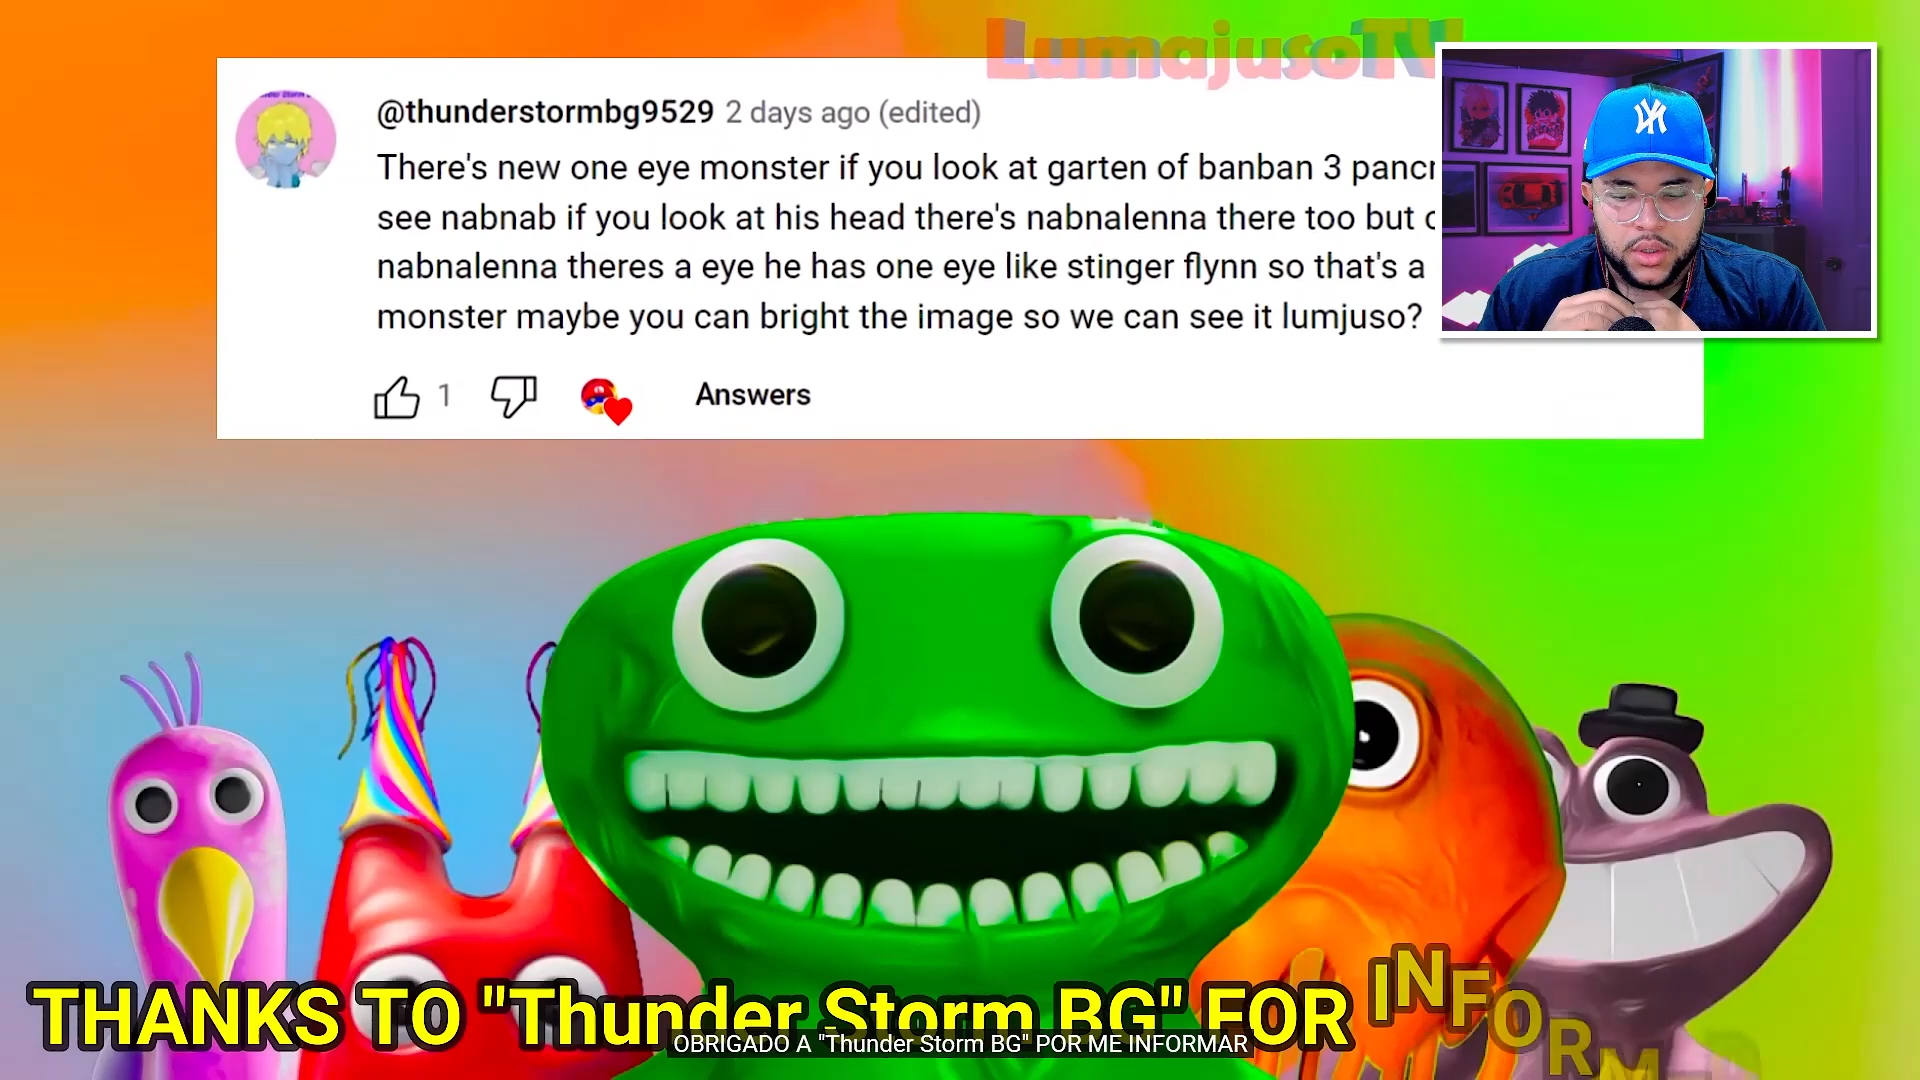 LumajusoTV
@thunderstormbg9529 2 days ago (edited)
There's new one eye monster if you look at garten of banban 3 pancr
see nabnab if you look at his head there's nabnalenna there too but
nabnalenna theres a eye he has one eye like stinger flynn so that's a
monster maybe you can bright the image so we can see it lumjuso?
1
Answers
THANKS TO "Thunder Storm BG" FOR INFORM
OBRIGADO A "Thunder Storm BG" POR ME INFORMAR